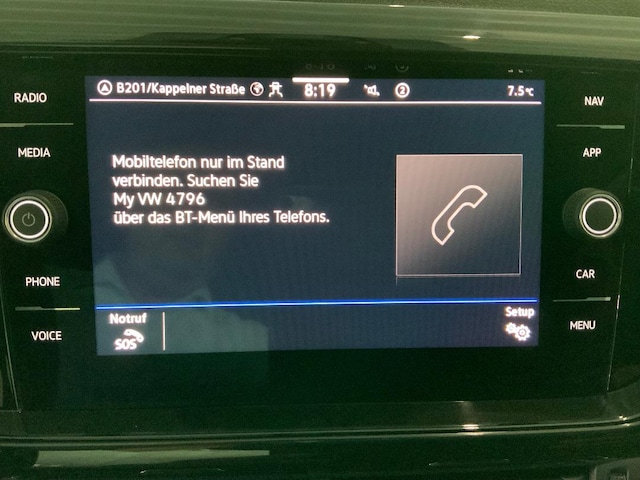 B201/Kappelner Straße 8:19 2 7.5°C
RADIO
MEDIA
PHONE
VOICE
Mobiltelefon nur im Stand
verbinden. Suchen Sie
My VW 4796
über das BT-Menü Ihres Telefons.
Notruf
SOS
Setup
NAV
APP
CAR
MENU